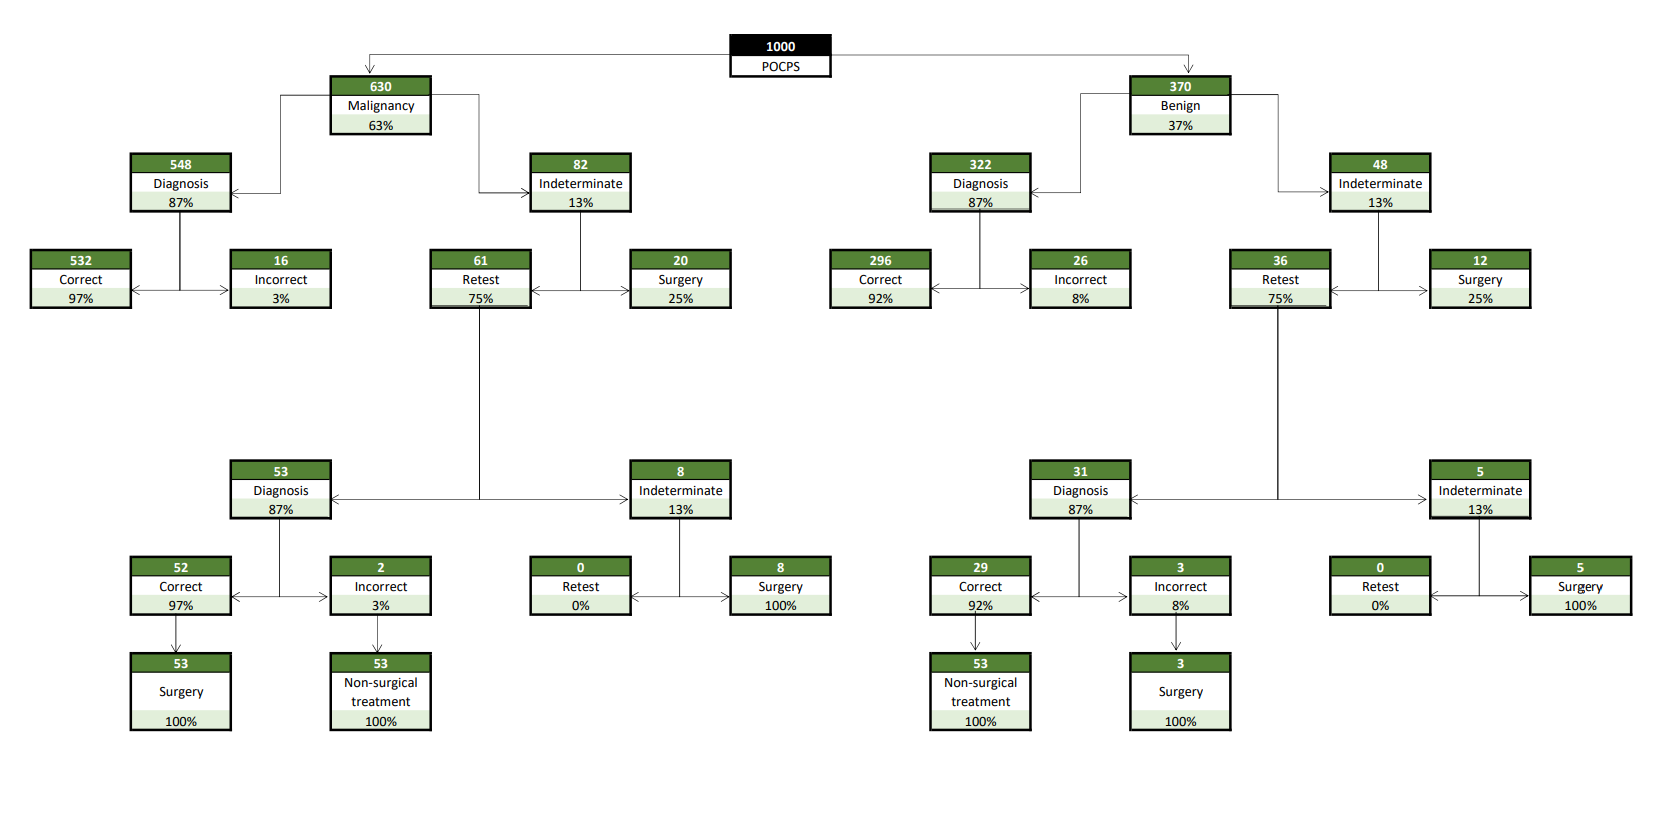 1000
POCPS
630
Malignancy
63%
370
Benign
37%
548
Diagnosis
87%
82
Indeterminate
13%
322
Diagnosis
87%
48
Indeterminate
13%
532
Correct
97%
16
Incorrect
3%
61
Retest
75%
20
Surgery
25%
296
Correct
92%
26
Incorrect
8%
36
Retest
75%
12
Surgery
25%
53
Diagnosis
87%
8
Indeterminate
13%
31
Diagnosis
87%
5
Indeterminate
13%
52
Correct
97%
2
Incorrect
3%
0
Retest
0%
8
Surgery
100%
29
Correct
92%
3
Incorrect
8%
0
Retest
0%
5
Surgery
100%
53
Surgery
100%
53
Non-surgical
treatment
100%
53
Non-surgical
treatment
100%
3
Surgery
100%